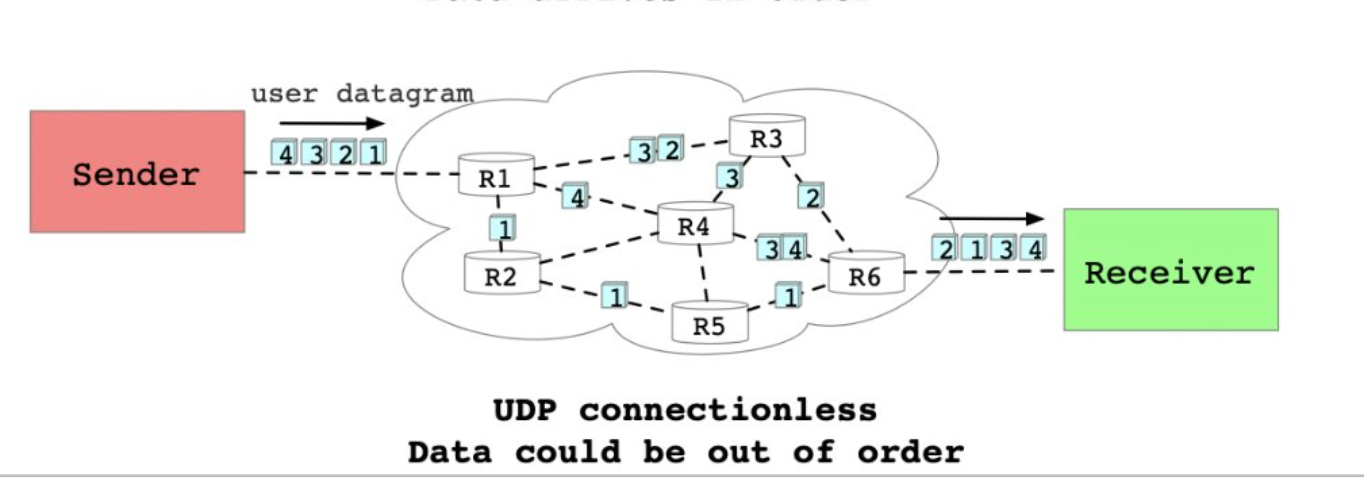 user datagram
4 3 2 1
Sender
R1
3 2
R3
4
3
2
1
R4
R2
3 4
R6
1
R5
1
2 1 3 4
Receiver
UDP connectionless
Data could be out of order